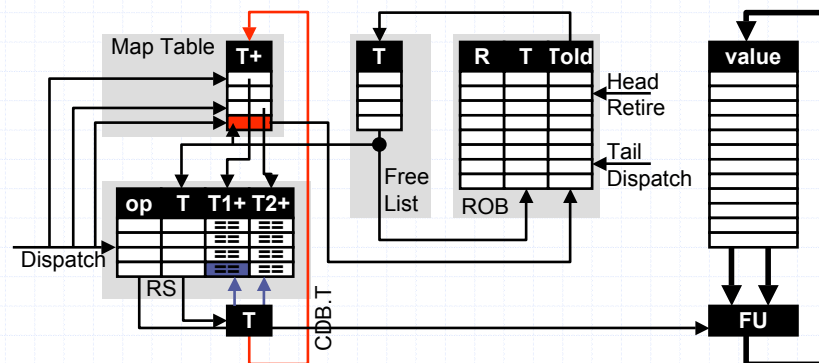 Map Table
T+
T
R T Told
value
Head
Retire
Tail
Dispatch
Free
List
ROB
op T T1+ T2+
== ==
== ==
== ==
== ==
Dispatch
RS
CDB.T
T
FU